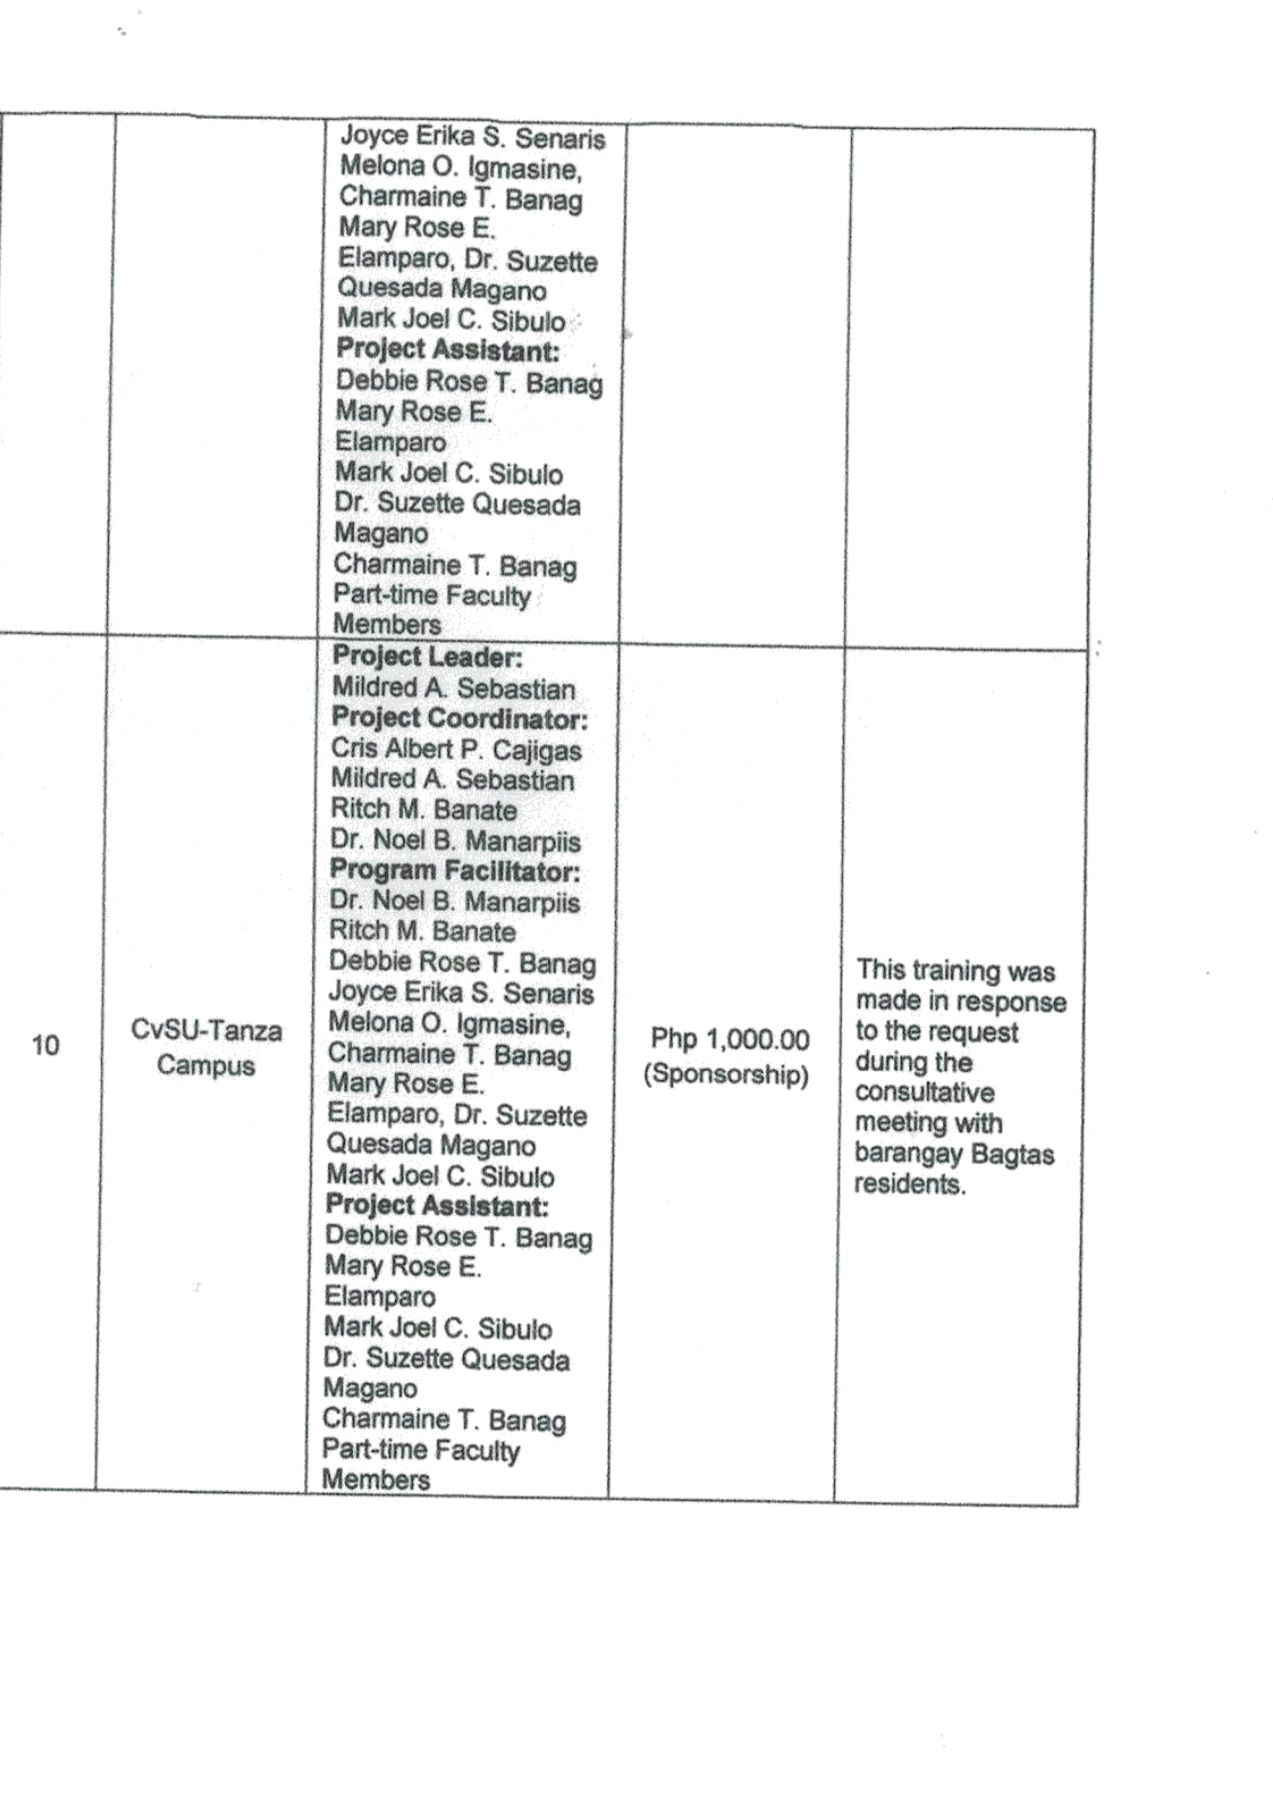 Joyce Erika S. Senaris
Melona O. Igmasine,
Charmaine T. Banag
Mary Rose E.
Elamparo, Dr. Suzette
Quesada Magano
Mark Joel C. Sibulo
Project Assistant:
Debbie Rose T. Banag
Mary Rose E.
Elamparo
Mark Joel C. Sibulo
Dr. Suzette Quesada
Magano
Charmaine T. Banag
Part-time Faculty
Members
10
CvSU-Tanza
Campus
Project Leader:
Mildred A. Sebastian
Project Coordinator:
Cris Albert P. Cajigas
Mildred A. Sebastian
Ritch M. Banate
Dr. Noel B. Manarpiis
Program Facilitator:
Dr. Noel B. Manarpiis
Ritch M. Banate
Debbie Rose T. Banag
Joyce Erika S. Senaris
Melona O. Igmasine,
Charmaine T. Banag
Mary Rose E.
Elamparo, Dr. Suzette
Quesada Magano
Mark Joel C. Sibulo
Project Assistant:
Debbie Rose T. Banag
Mary Rose E.
Elamparo
Mark Joel C. Sibulo
Dr. Suzette Quesada
Magano
Charmaine T. Banag
Part-time Faculty
Members
Php 1,000.00
(Sponsorship)
This training was
made in response
to the request
during the
consultative
meeting with
barangay Bagtas
residents.